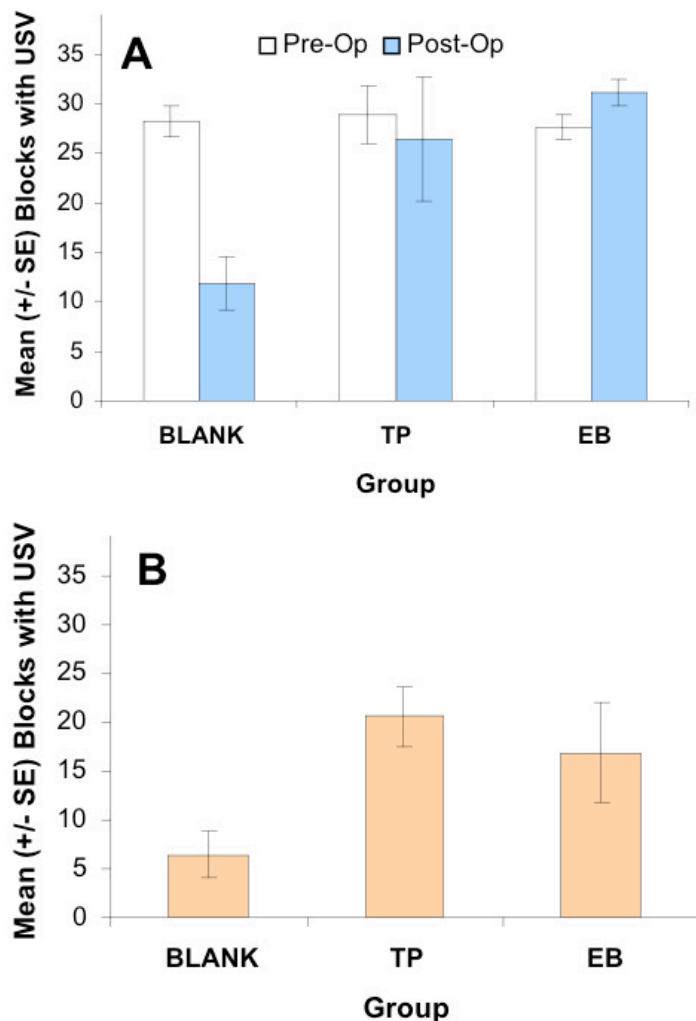 A
Pre-Op Post-Op
Mean (+/- SE) Blocks with USV
35
30
25
20
15
10
5
0
BLANK TP EB
Group
B
Mean (+/- SE) Blocks with USV
35
30
25
20
15
10
5
0
BLANK TP EB
Group